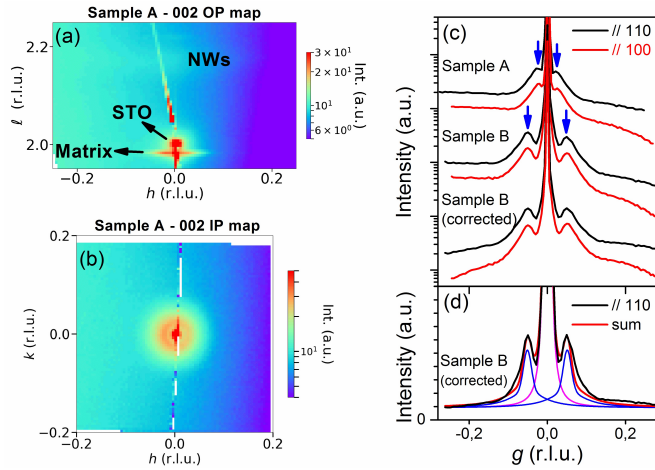 Sample A - 002 OP map
(a)
NWs
STO
Matrix
2.2
2.0
ℓ (r.l.u.)
-0.2
0.0
0.2
h (r.l.u.)
3 × 10¹
10¹
6 × 10⁰
Int. (a.u.)
Sample A - 002 IP map
(b)
0.2
0.0
−0.2
k (r.l.u.)
−0.2
0.0
0.2
h (r.l.u.)
10¹
Int. (a.u.)
(c)
// 110
// 100
Sample A
Sample B
Sample B
(corrected)
Intensity (a.u.)
(d)
// 110
sum
Sample B
(corrected)
Intensity (a.u.)
0
-0.2
0,0
0,2
g (r.l.u.)